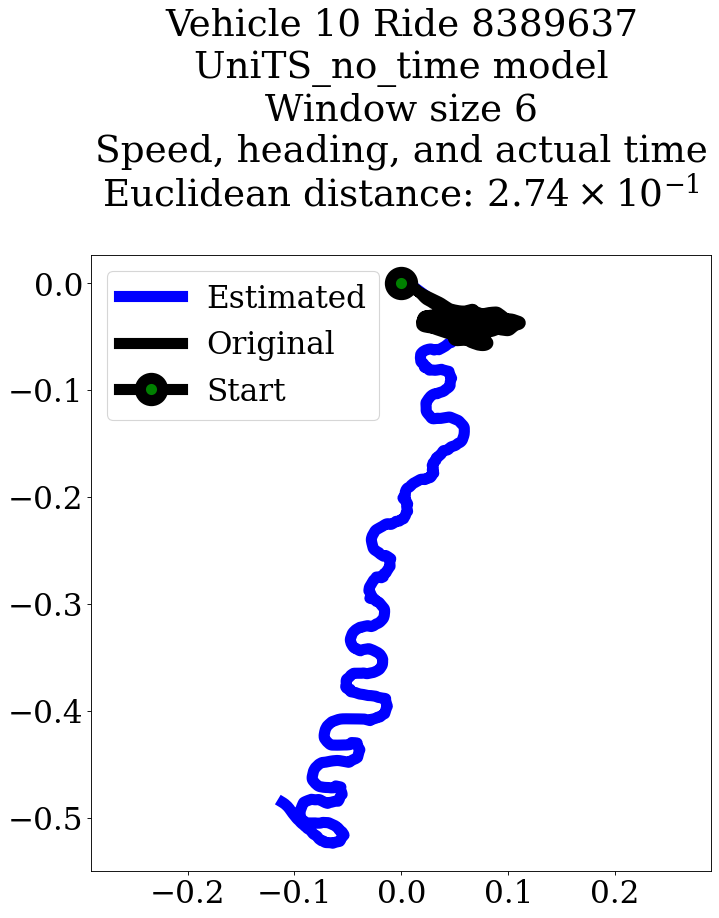 Vehicle 10 Ride 8389637
UniTS_no_time model
Window size 6
Speed, heading, and actual time
Euclidean distance: 2.74 × 10⁻¹
Estimated
Original
Start
0.0
−0.1
−0.2
−0.3
−0.4
−0.5
−0.2 −0.1 0.0 0.1 0.2